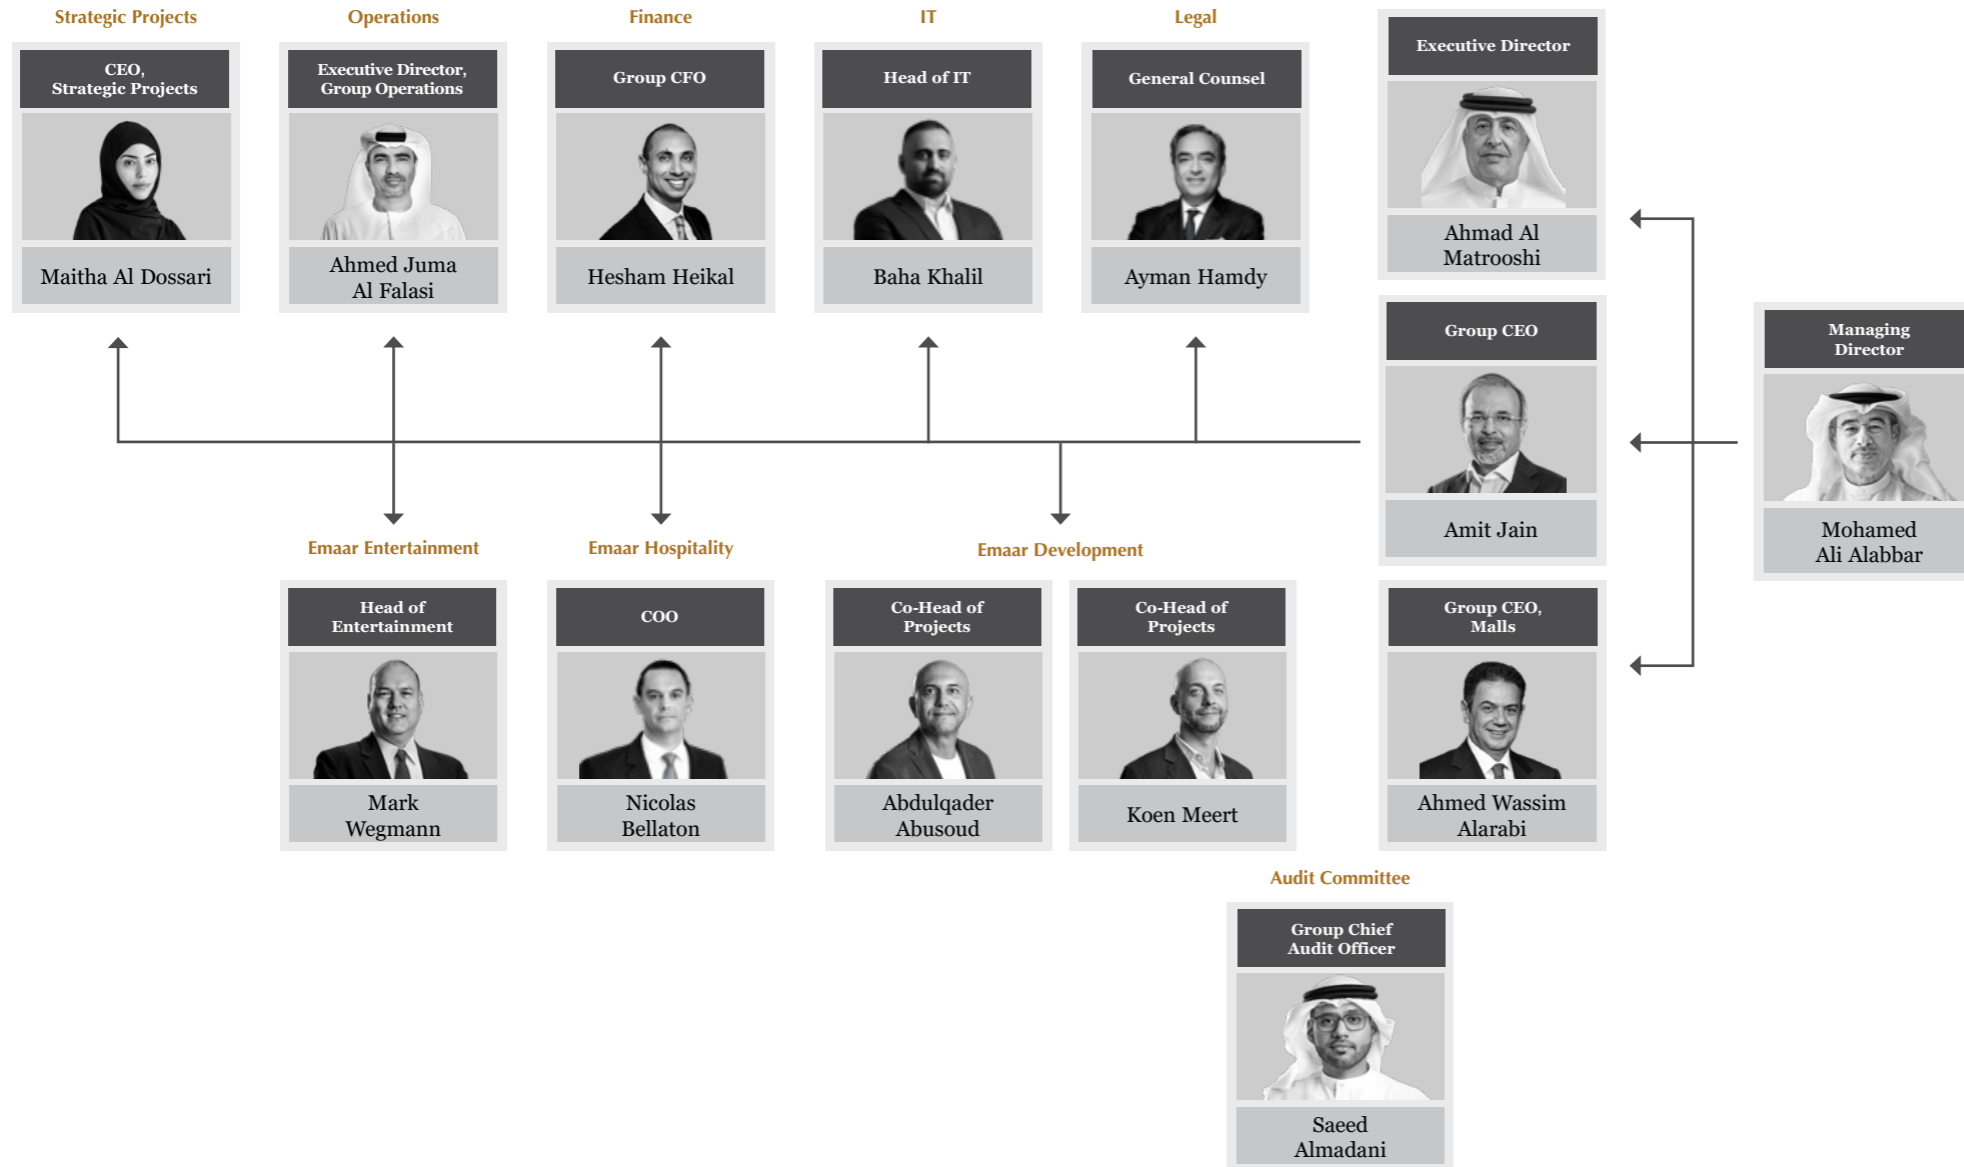 Strategic Projects
CEO,
Strategic Projects
Maitha Al Dossari
Operations
Executive Director,
Group Operations
Ahmed Juma
Al Falasi
Finance
Group CFO
Hesham Heikal
IT
Head of IT
Baha Khalil
Legal
General Counsel
Ayman Hamdy
Executive Director
Ahmad Al
Matrooshi
Group CEO
Amit Jain
Managing
Director
Mohamed
Ali Alabbar
Emaar Entertainment
Head of
Entertainment
Mark
Wegmann
Emaar Hospitality
COO
Nicolas
Bellaton
Emaar Development
Co-Head of
Projects
Abdulqader
Abusoud
Co-Head of
Projects
Koen Meert
Group CEO,
Malls
Ahmed Wassim
Alarabi
Audit Committee
Group Chief
Audit Officer
Saeed
Almadani